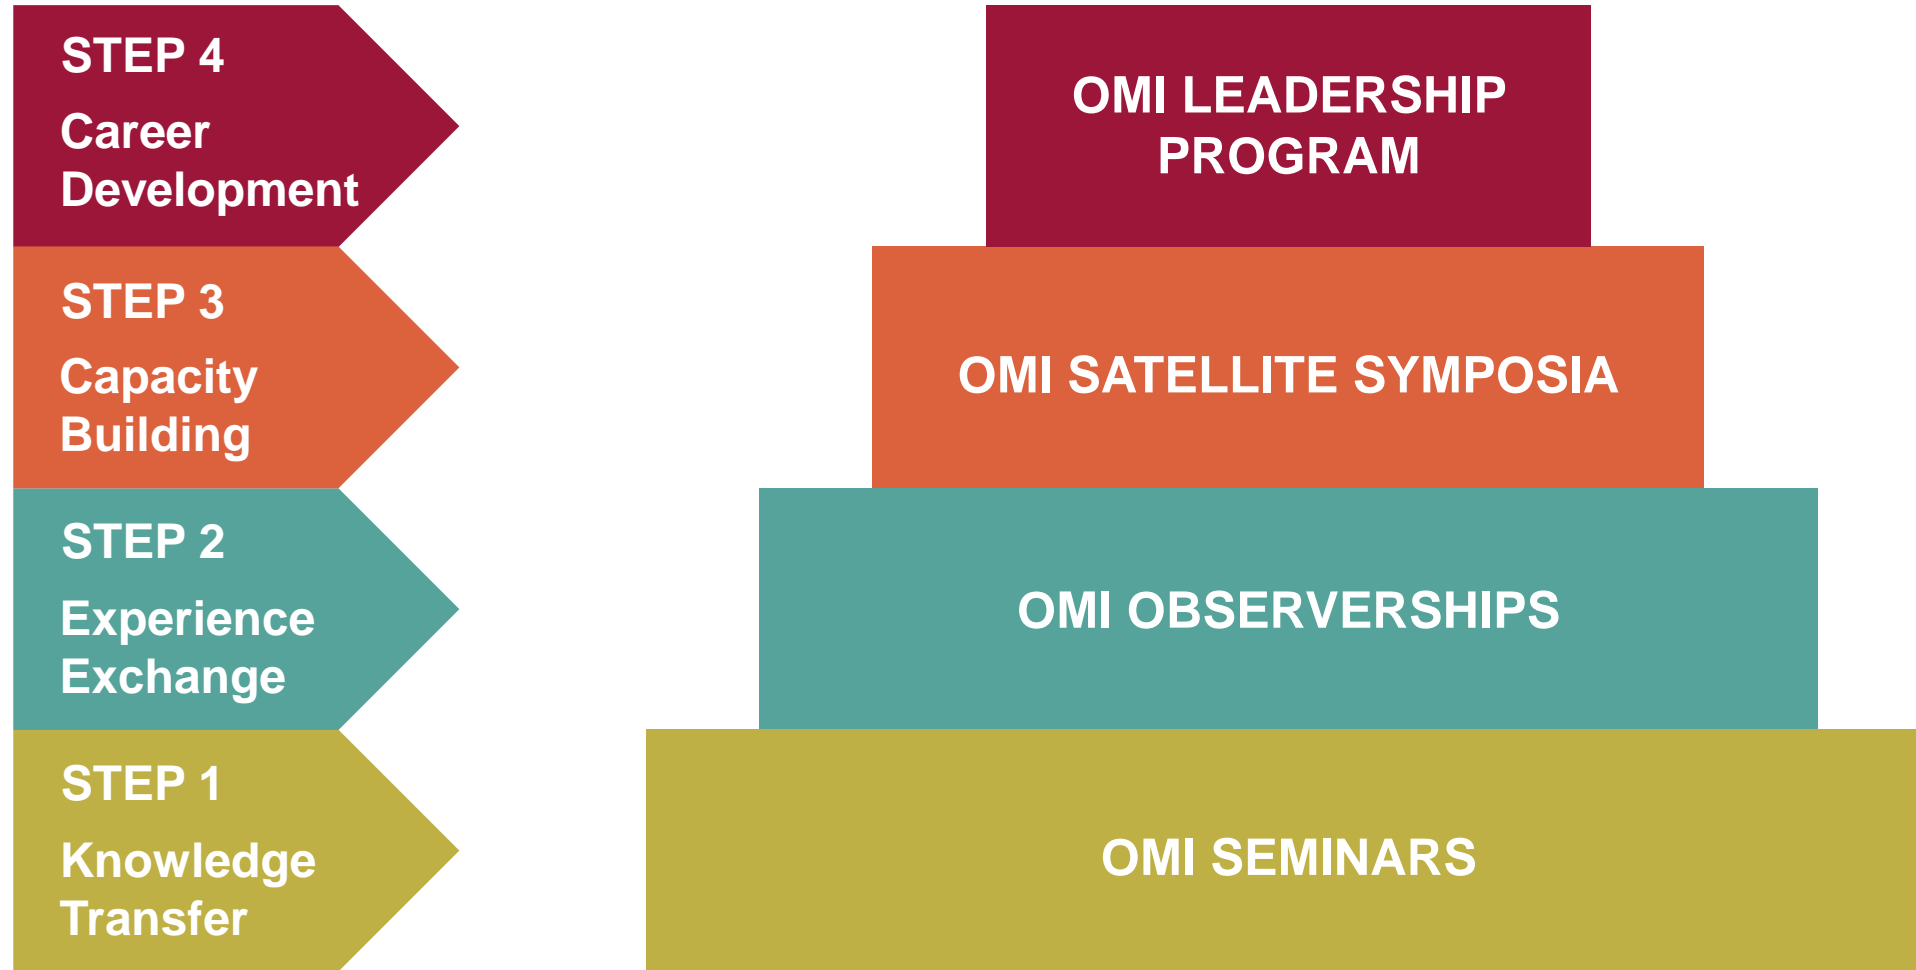 STEP 4
Career
Development
OMI LEADERSHIP
PROGRAM
STEP 3
Capacity
Building
OMI SATELLITE SYMPOSIA
STEP 2
Experience
Exchange
OMI OBSERVERSHIPS
STEP 1
Knowledge
Transfer
OMI SEMINARS